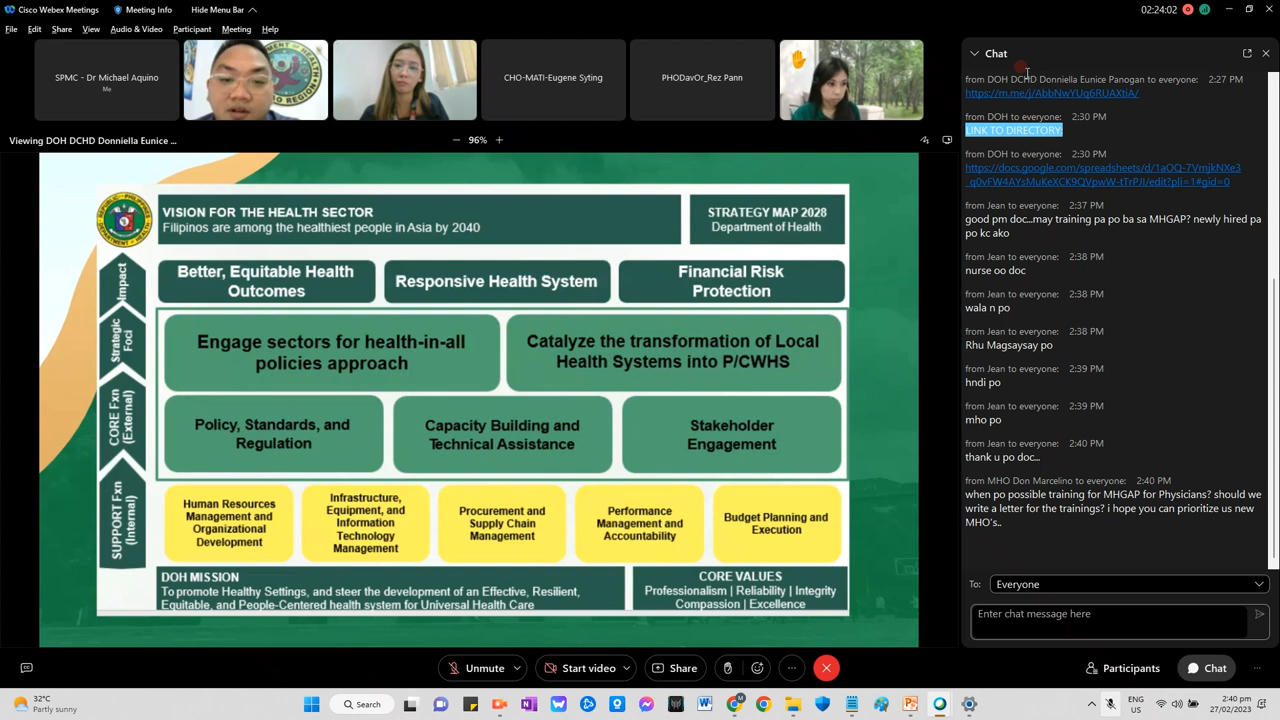 Cisco Webex Meetings
Meeting Info
Hide Menu Bar
02:24:02
File Edit Share View Audio & Video Participant Meeting Help
SPMC - Dr Michael Aquino
Me
CHO-MATI-Eugene Syting
PHODavOr_Rez Pann
Viewing DOH DCHD Donniella Eunice ...
96%
VISION FOR THE HEALTH SECTOR
Filipinos are among the healthiest people in Asia by 2040
STRATEGY MAP 2028
Department of Health
Impact
Better, Equitable Health
Outcomes
Responsive Health System
Financial Risk
Protection
Strategic
Foci
Engage sectors for health-in-all
policies approach
Catalyze the transformation of Local
Health Systems into P/CWHS
CORE Fxn
(External)
Policy, Standards, and
Regulation
Capacity Building and
Technical Assistance
Stakeholder
Engagement
SUPPORT Fxn
(Internal)
Human Resources
Management and
Organizational
Development
Infrastructure,
Equipment, and
Information
Technology
Management
Procurement and
Supply Chain
Management
Performance
Management and
Accountability
Budget Planning and
Execution
DOH MISSION
To promote Healthy Settings, and steer the development of an Effective, Resilient,
Equitable, and People-Centered health system for Universal Health Care
CORE VALUES
Professionalism | Reliability | Integrity
Compassion | Excellence
Chat
from DOH DCHD Donniella Eunice Panogan to everyone: 2:27 PM
https://m.me/j/AbbNwYUq6RUAXtiA/
from DOH to everyone: 2:30 PM
LINK TO DIRECTORY:
from DOH to everyone: 2:30 PM
https://docs.google.com/spreadsheets/d/1aOQ-7VmjkNXe3
_q0vFW4AYsMuKeXCK9QVpwW-tTrPJI/edit?pli=1#gid=0
from Jean to everyone: 2:37 PM
good pm doc...may training pa po ba sa MHGAP? newly hired pa
po kc ako
from Jean to everyone: 2:38 PM
nurse oo doc
from Jean to everyone: 2:38 PM
wala n po
from Jean to everyone: 2:38 PM
Rhu Magsaysay po
from Jean to everyone: 2:39 PM
hndi po
from Jean to everyone: 2:39 PM
mho po
from Jean to everyone: 2:40 PM
thank u po doc...
from MHO Don Marcelino to everyone: 2:40 PM
when po possible training for MHGAP for Physicians? should we
write a letter for the trainings? i hope you can prioritize us new
MHO's..
To: Everyone
Enter chat message here
Unmute
Start video
Share
Participants
Chat
32°C
Partly sunny
Search
ENG
US
2:40 pm
27/02/2023